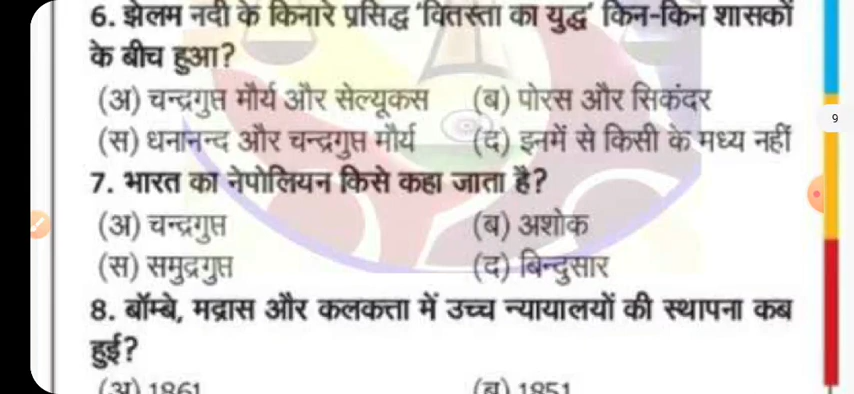 6. झेलम नदी के किनारे प्रसिद्ध 'वितस्ता का युद्ध' किन-किन शासकों
के बीच हुआ?
(अ) चन्द्रगुप्त मौर्य और सेल्यूकस (ब) पोरस और सिकंदर
(स) धनानन्द और चन्द्रगुप्त मौर्य (द) इनमें से किसी के मध्य नहीं
7. भारत का नेपोलियन किसे कहा जाता है?
(अ) चन्द्रगुप्त (ब) अशोक
(स) समुद्रगुप्त (द) बिन्दुसार
8. बॉम्बे, मद्रास और कलकत्ता में उच्च न्यायालयों की स्थापना कब
हुई?
(अ) 1861 (ब) 1851
9